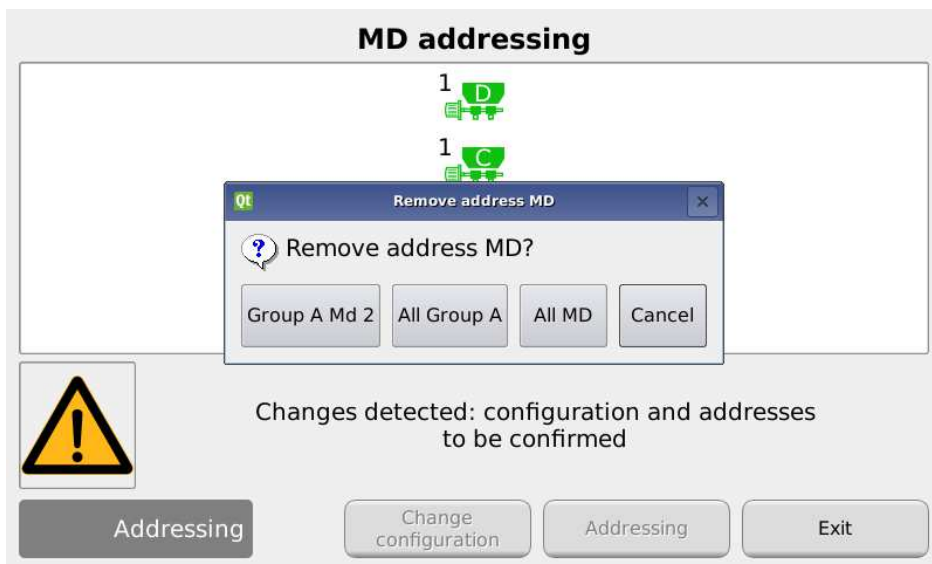 MD addressing
1
D
1
C
Qt
Remove address MD
Remove address MD?
Group A Md 2
All Group A
All MD
Cancel
Changes detected: configuration and addresses
to be confirmed
Addressing
Change
configuration
Addressing
Exit